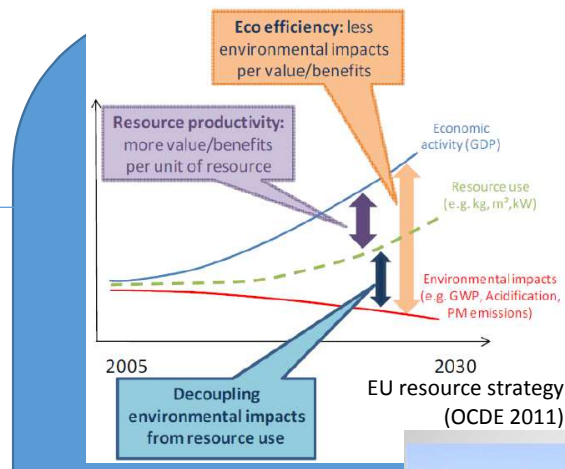 Eco efficiency: less
environmental impacts
per value/benefits
Resource productivity:
more value/benefits
per unit of resource
Economic
activity (GDP)
Resource use
(e.g. kg, m³,kW)
Environmental impacts
(e.g. GWP, Acidification,
PM emissions)
2005
2030
Decoupling
environmental impacts
from resource use
EU resource strategy
(OCDE 2011)